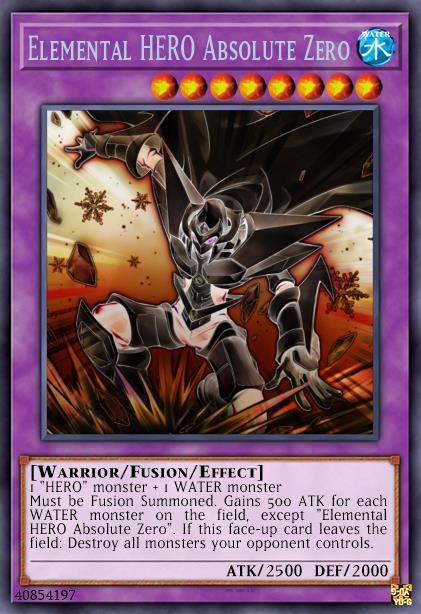 Elemental HERO Absolute Zero
WATER
水
[Warrior/Fusion/Effect]
1 "HERO" monster + 1 WATER monster
Must be Fusion Summoned. Gains 500 ATK for each
WATER monster on the field, except "Elemental
HERO Absolute Zero". If this face-up card leaves the
field: Destroy all monsters your opponent controls.
ATK/2500 DEF/2000
40854197